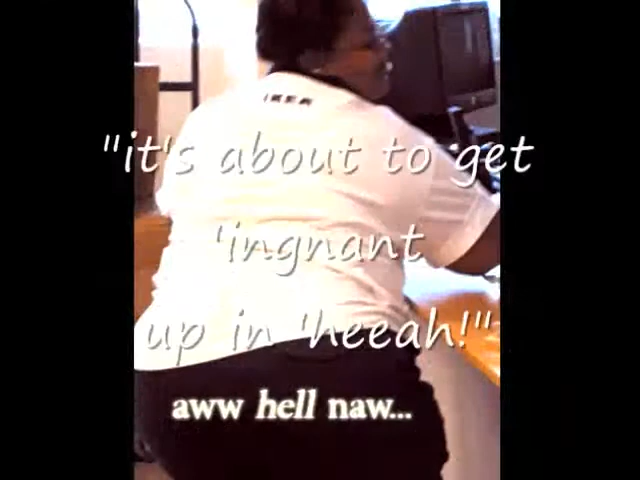 IKEA
"it's about to get
'ingnant
up in 'heeah!"
aww hell naw...